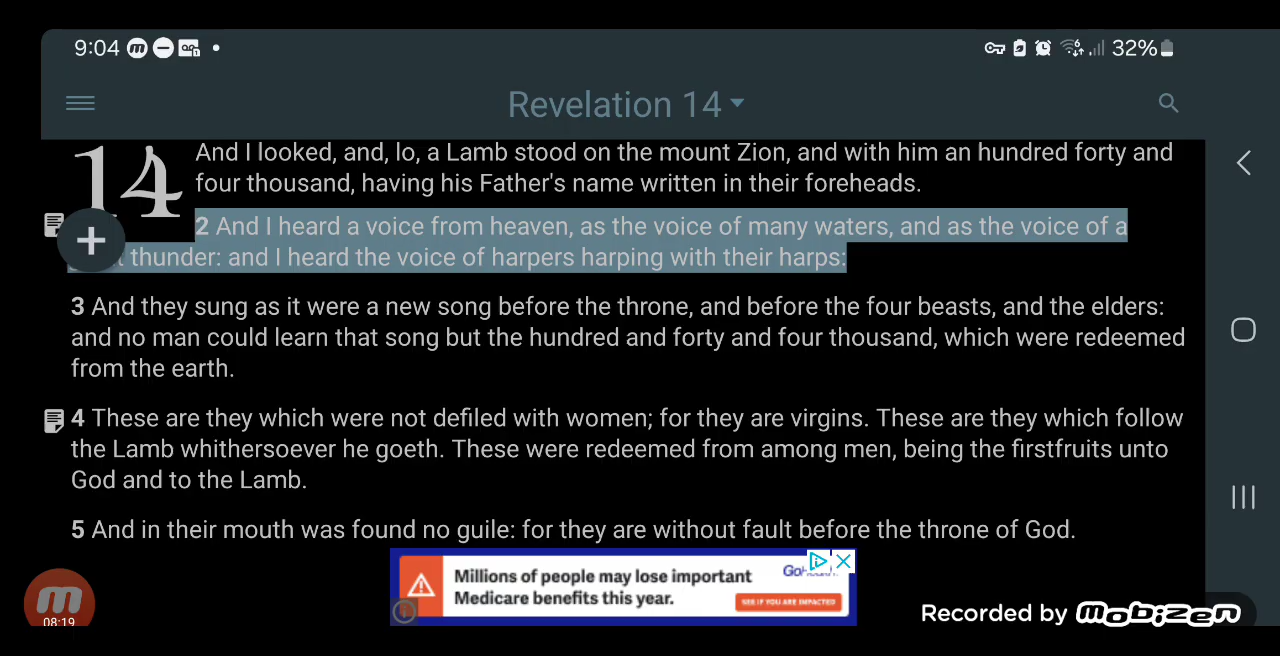 9:04 32%
Revelation 14
14 And I looked, and, lo, a Lamb stood on the mount Zion, and with him an hundred forty and
four thousand, having his Father's name written in their foreheads.
2 And I heard a voice from heaven, as the voice of many waters, and as the voice of a
thunder: and I heard the voice of harpers harping with their harps:
3 And they sung as it were a new song before the throne, and before the four beasts, and the elders:
and no man could learn that song but the hundred and forty and four thousand, which were redeemed
from the earth.
4 These are they which were not defiled with women; for they are virgins. These are they which follow
the Lamb whithersoever he goeth. These were redeemed from among men, being the firstfruits unto
God and to the Lamb.
5 And in their mouth was found no guile: for they are without fault before the throne of God.
Millions of people may lose important
Medicare benefits this year.
SEE IF YOU ARE IMPACTED
08:19
Recorded by mobizen